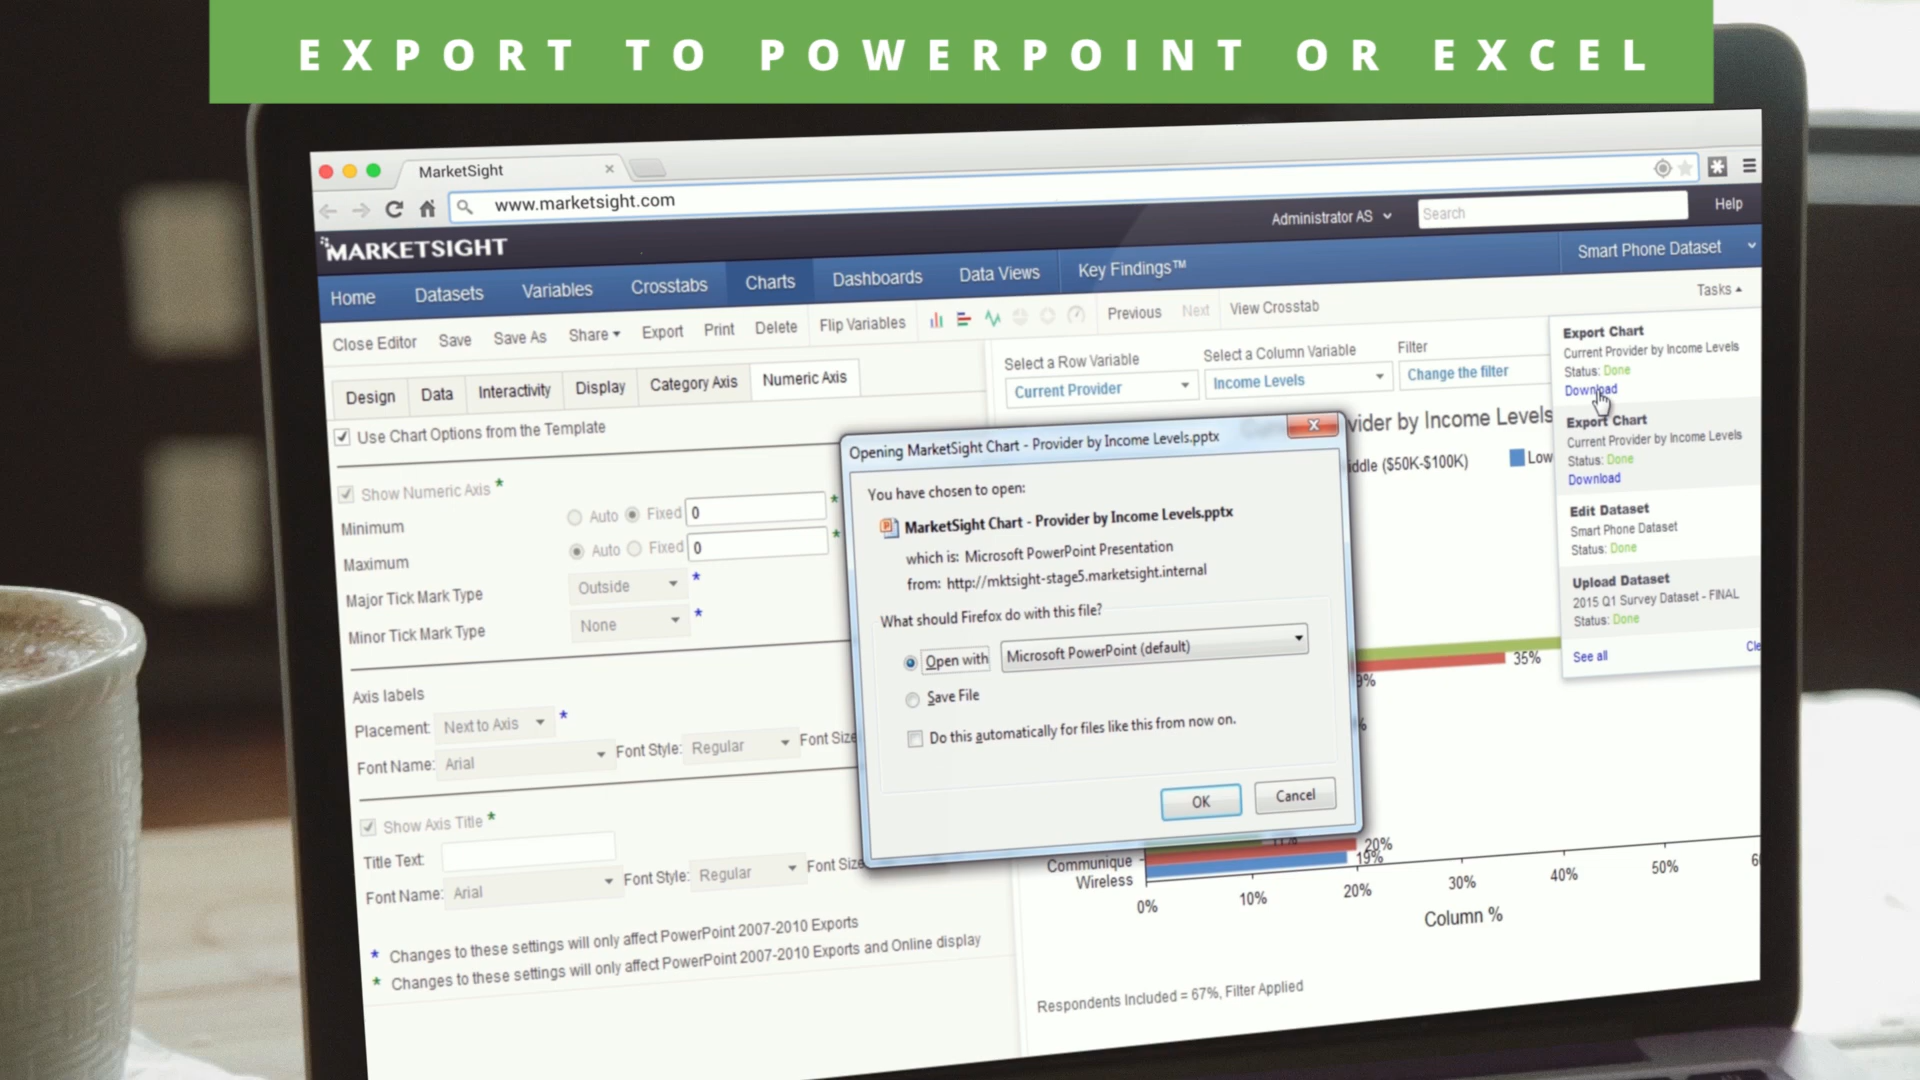 EXPORT TO POWERPOINT OR EXCEL
MarketSight
www.marketsight.com
MARKETSIGHT
Administrator AS
Search
Help
Home Datasets Variables Crosstabs Charts Dashboards Data Views Key Findings™ Smart Phone Dataset
Close Editor Save Save As Share Export Print Delete Flip Variables Previous Next View Crosstab Tasks
Design Data Interactivity Display Category Axis Numeric Axis
Use Chart Options from the Template
Show Numeric Axis *
Minimum Auto Fixed 0 *
Maximum Auto Fixed 0 *
Major Tick Mark Type Outside *
Minor Tick Mark Type None *
Axis labels
Placement: Next to Axis *
Font Name: Arial Font Style: Regular Font Size
Show Axis Title *
Title Text:
Font Name: Arial Font Style: Regular Font Size
* Changes to these settings will only affect PowerPoint 2007-2010 Exports
* Changes to these settings will only affect PowerPoint 2007-2010 Exports and Online display
Select a Row Variable Select a Column Variable Filter
Current Provider Income Levels Change the filter
vider by Income Levels
iddle ($50K-$100K) Low
Opening MarketSight Chart - Provider by Income Levels.pptx
You have chosen to open:
MarketSight Chart - Provider by Income Levels.pptx
which is: Microsoft PowerPoint Presentation
from: http://mktsight-stage5.marketsight.internal
What should Firefox do with this file?
Open with Microsoft PowerPoint (default)
Save File
Do this automatically for files like this from now on.
OK Cancel
Export Chart
Current Provider by Income Levels
Status: Done
Download
Export Chart
Current Provider by Income Levels
Status: Done
Download
Edit Dataset
Smart Phone Dataset
Status: Done
Upload Dataset
2015 Q1 Survey Dataset - FINAL
Status: Done
See all Cle
35%
9%
%
11%
20%
19%
Communique
Wireless
0% 10% 20% 30% 40% 50% 6
Column %
Respondents Included = 67%, Filter Applied